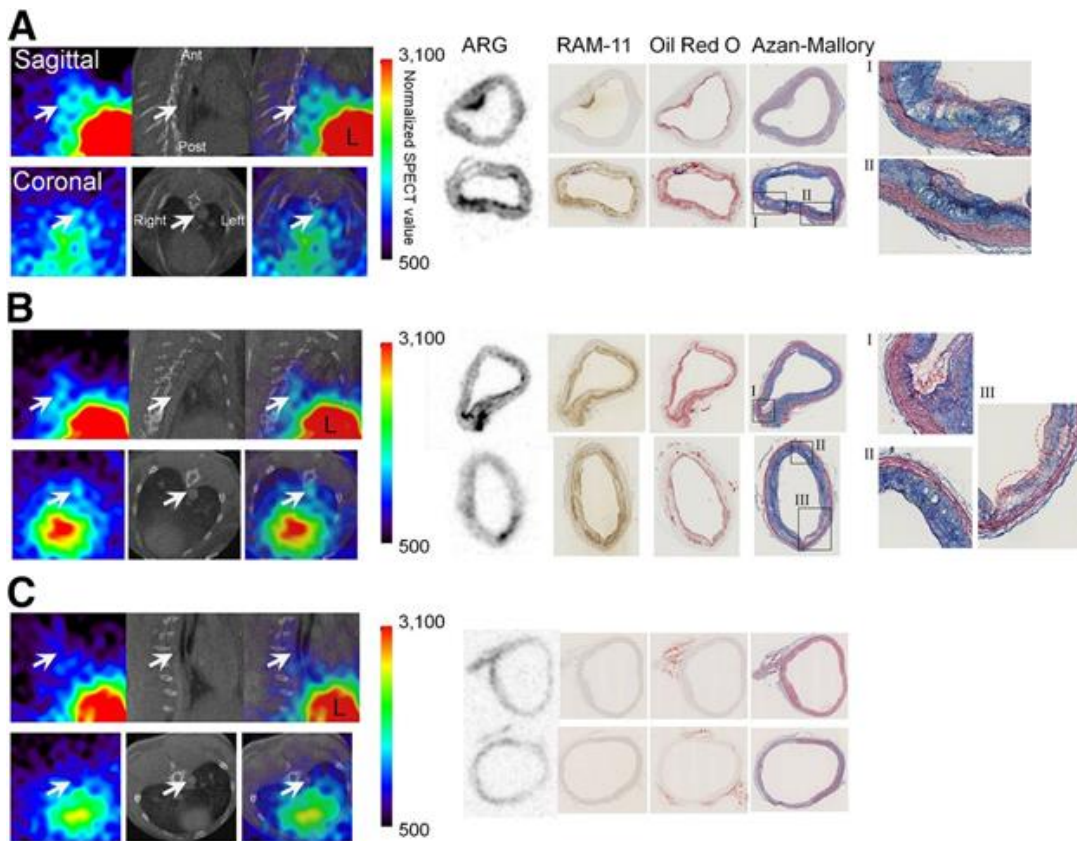 A
Sagittal
Ant
Post
L
3,100
Normalized SPECT value
500
Coronal
Right
Left
ARG
RAM-11
Oil Red O
Azan-Mallory
I
II
I
II
B
L
3,100
500
I
II
III
I
II
III
C
L
3,100
500